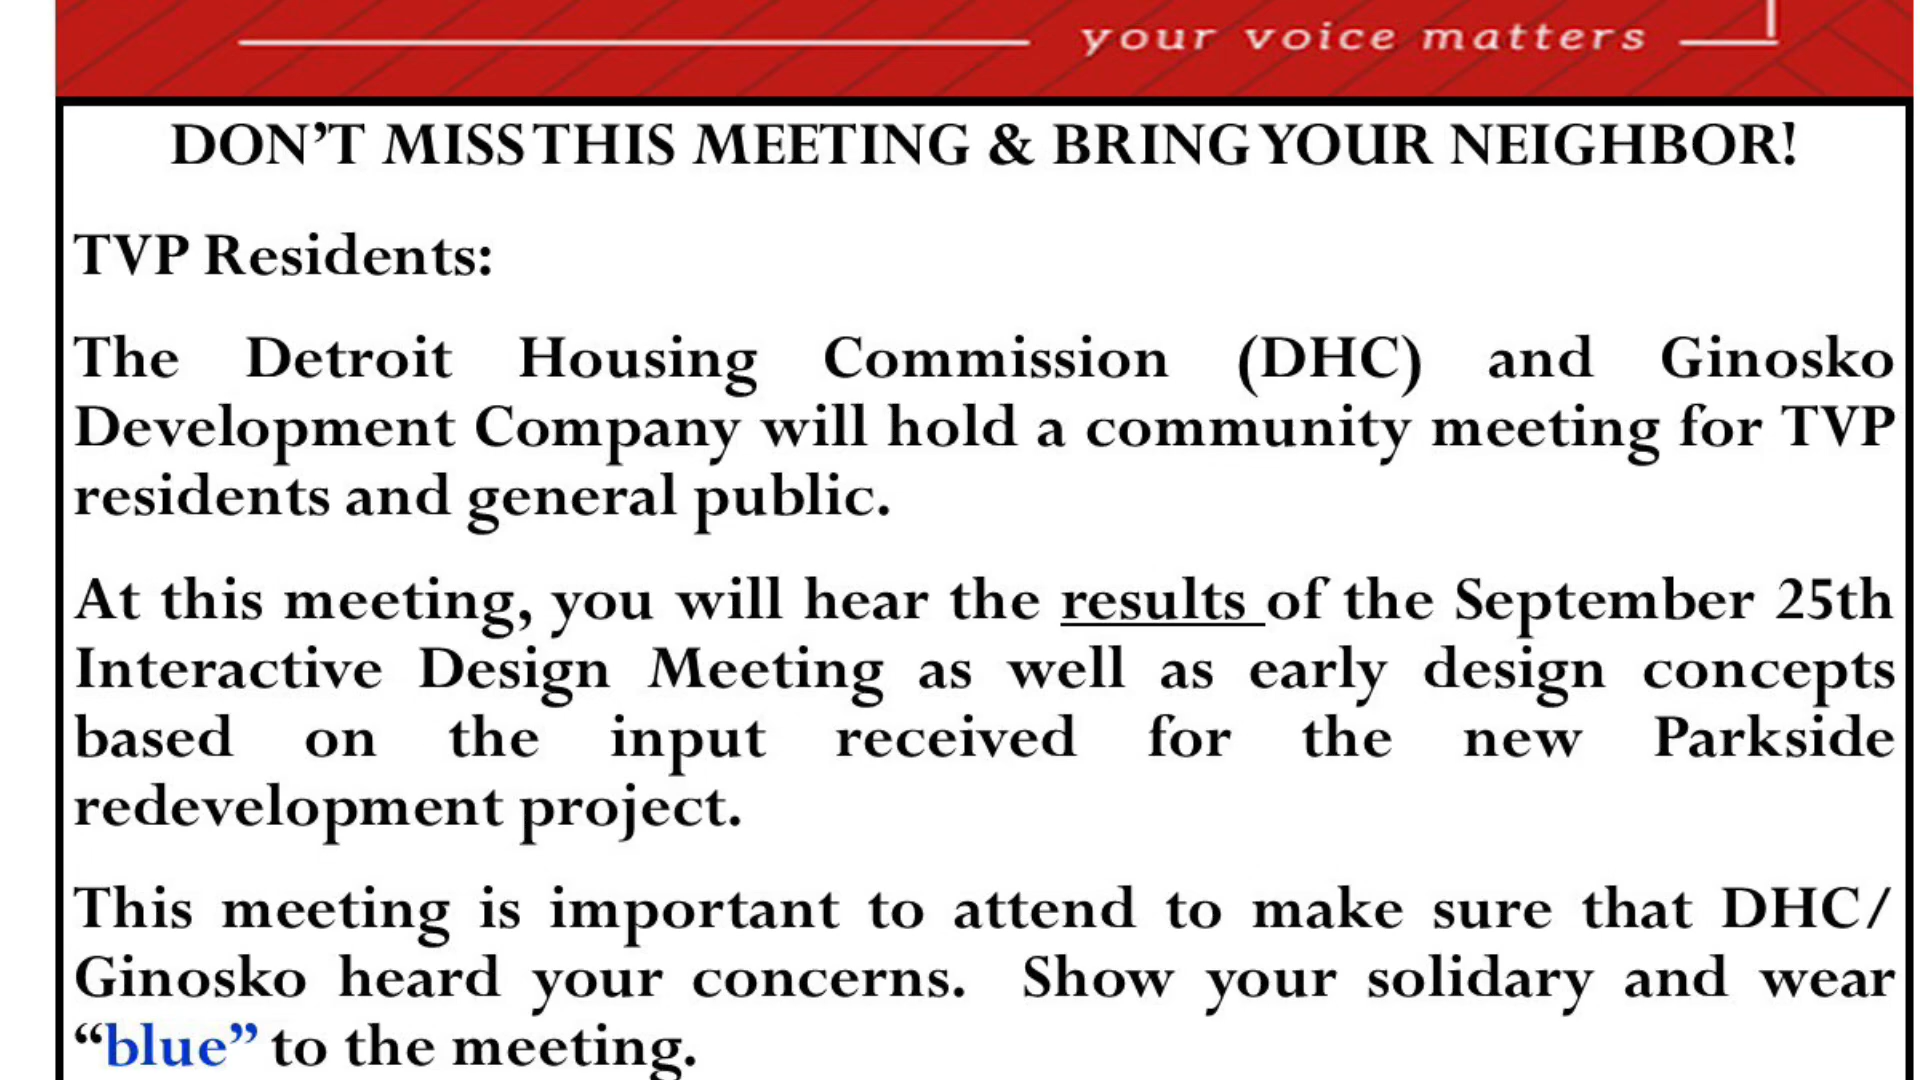 your voice matters
DON’T MISS THIS MEETING & BRING YOUR NEIGHBOR!
TVP Residents:
The Detroit Housing Commission (DHC) and Ginosko
Development Company will hold a community meeting for TVP
residents and general public.
At this meeting, you will hear the results of the September 25th
Interactive Design Meeting as well as early design concepts
based on the input received for the new Parkside
redevelopment project.
This meeting is important to attend to make sure that DHC/
Ginosko heard your concerns. Show your solidary and wear
“blue” to the meeting.